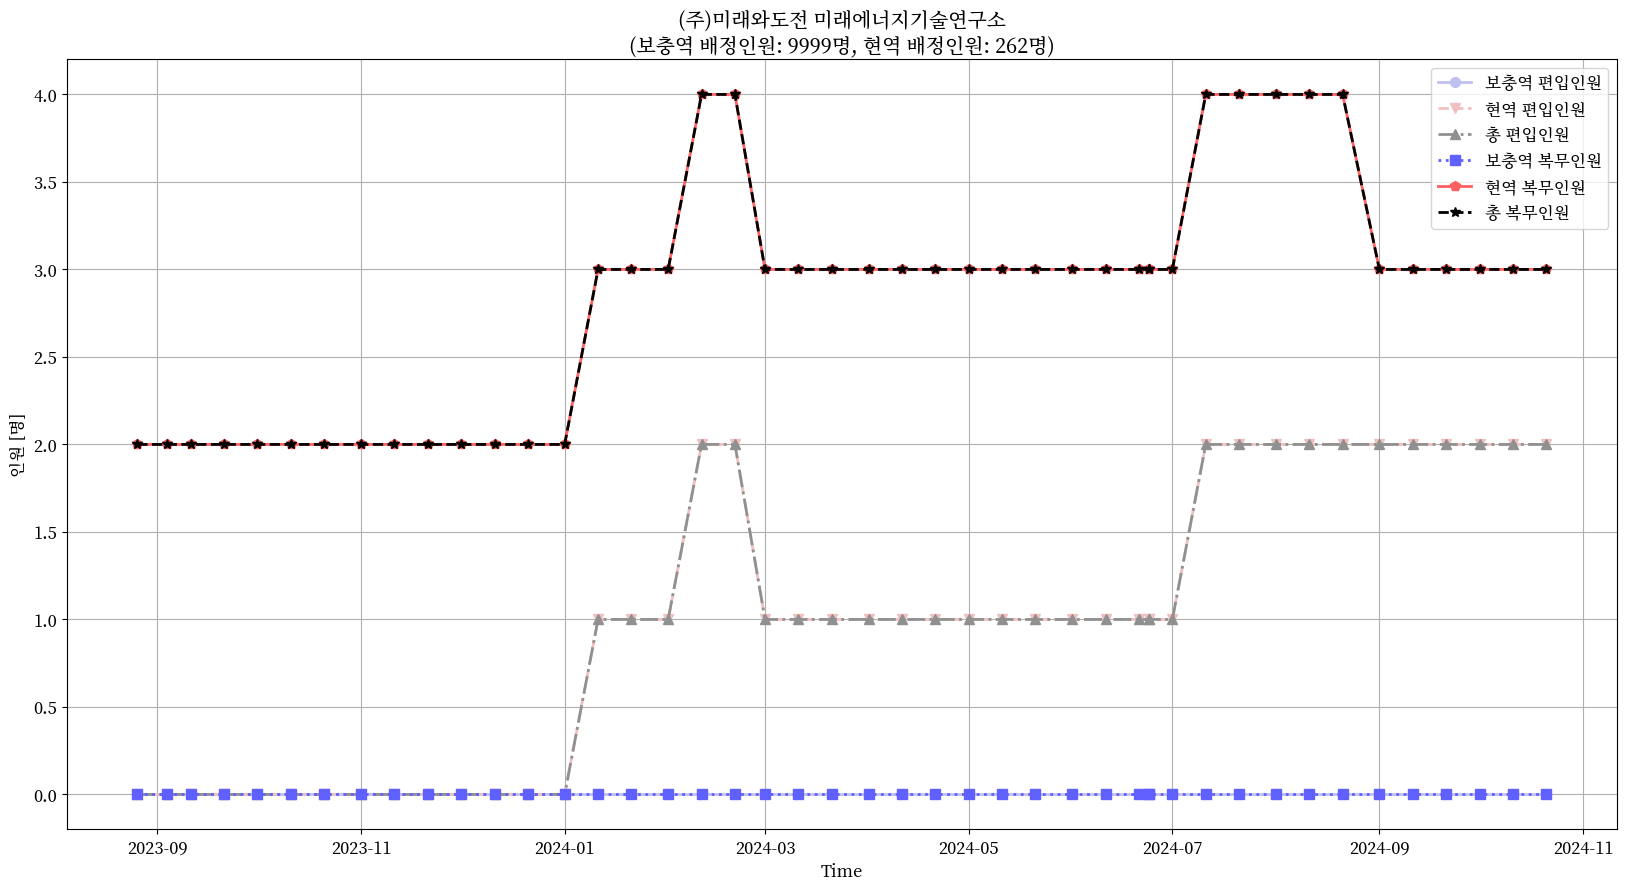 (주)미래와도전 미래에너지기술연구소
(보충역 배정인원: 9999명, 현역 배정인원: 262명)
보충역 편입인원
현역 편입인원
총 편입인원
보충역 복무인원
현역 복무인원
총 복무인원
인원 [명]
4.0
3.5
3.0
2.5
2.0
1.5
1.0
0.5
0.0
2023-09
2023-11
2024-01
2024-03
2024-05
2024-07
2024-09
2024-11
Time